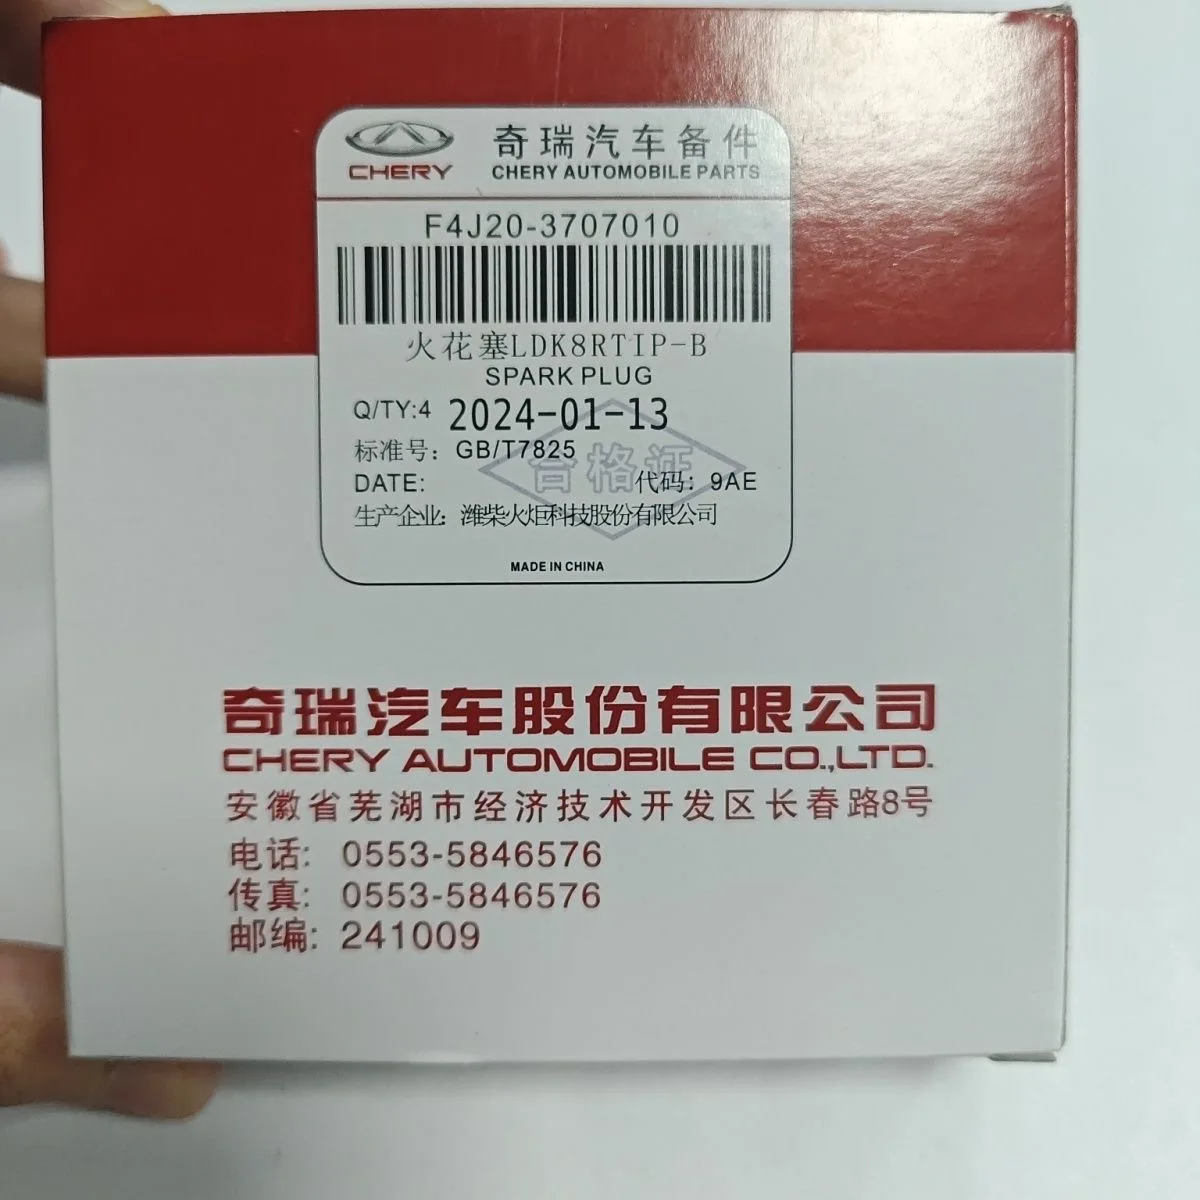 CHERY
奇瑞汽车备件
CHERY AUTOMOBILE PARTS
F4J20-3707010
火花塞LDK8RTIP-B
SPARK PLUG
Q/TY:4 2024-01-13
标准号: GB/T7825
合格证
DATE: 代码: 9AE
生产企业: 潍柴火炬科技股份有限公司
MADE IN CHINA
奇瑞汽车股份有限公司
CHERY AUTOMOBILE CO.,LTD.
安徽省芜湖市经济技术开发区长春路8号
电话: 0553-5846576
传真: 0553-5846576
邮编: 241009